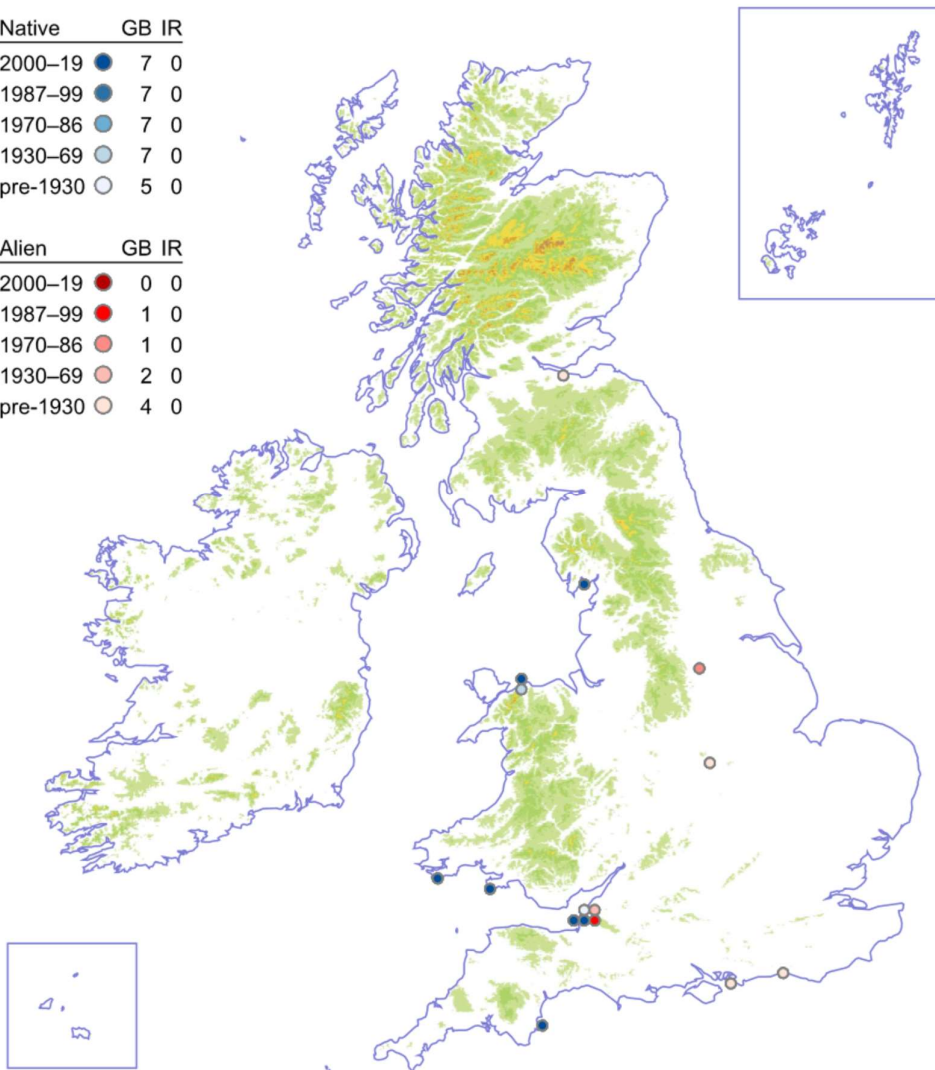 Native GB IR
2000–19 7 0
1987–99 7 0
1970–86 7 0
1930–69 7 0
pre-1930 5 0
Alien GB IR
2000–19 0 0
1987–99 1 0
1970–86 1 0
1930–69 2 0
pre-1930 4 0